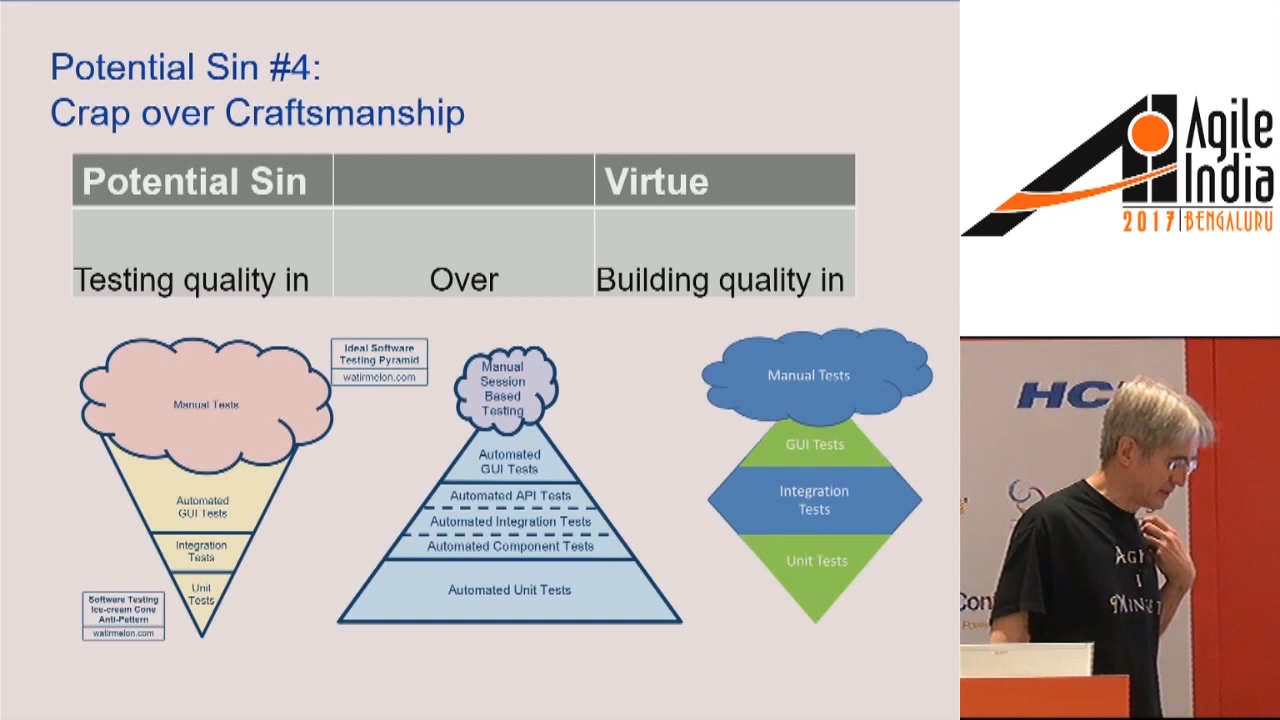 Potential Sin #4:
Crap over Craftsmanship
Potential Sin
Virtue
Testing quality in
Over
Building quality in
Manual Tests
Automated
GUI Tests
Integration
Tests
Unit
Tests
Software Testing
Ice-cream Cone
Anti-Pattern
watirmelon.com
Ideal Software
Testing Pyramid
watirmelon.com
Manual
Session
Based
Testing
Automated
GUI Tests
Automated API Tests
Automated Integration Tests
Automated Component Tests
Automated Unit Tests
Manual Tests
GUI Tests
Integration
Tests
Unit Tests
Agile
India
2017 BENGALURU
HC